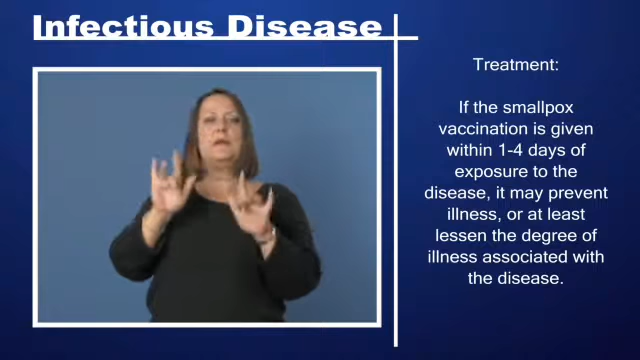 Infectious Disease
Treatment:
If the smallpox
vaccination is given
within 1-4 days of
exposure to the
disease, it may prevent
illness, or at least
lessen the degree of
illness associated with
the disease.